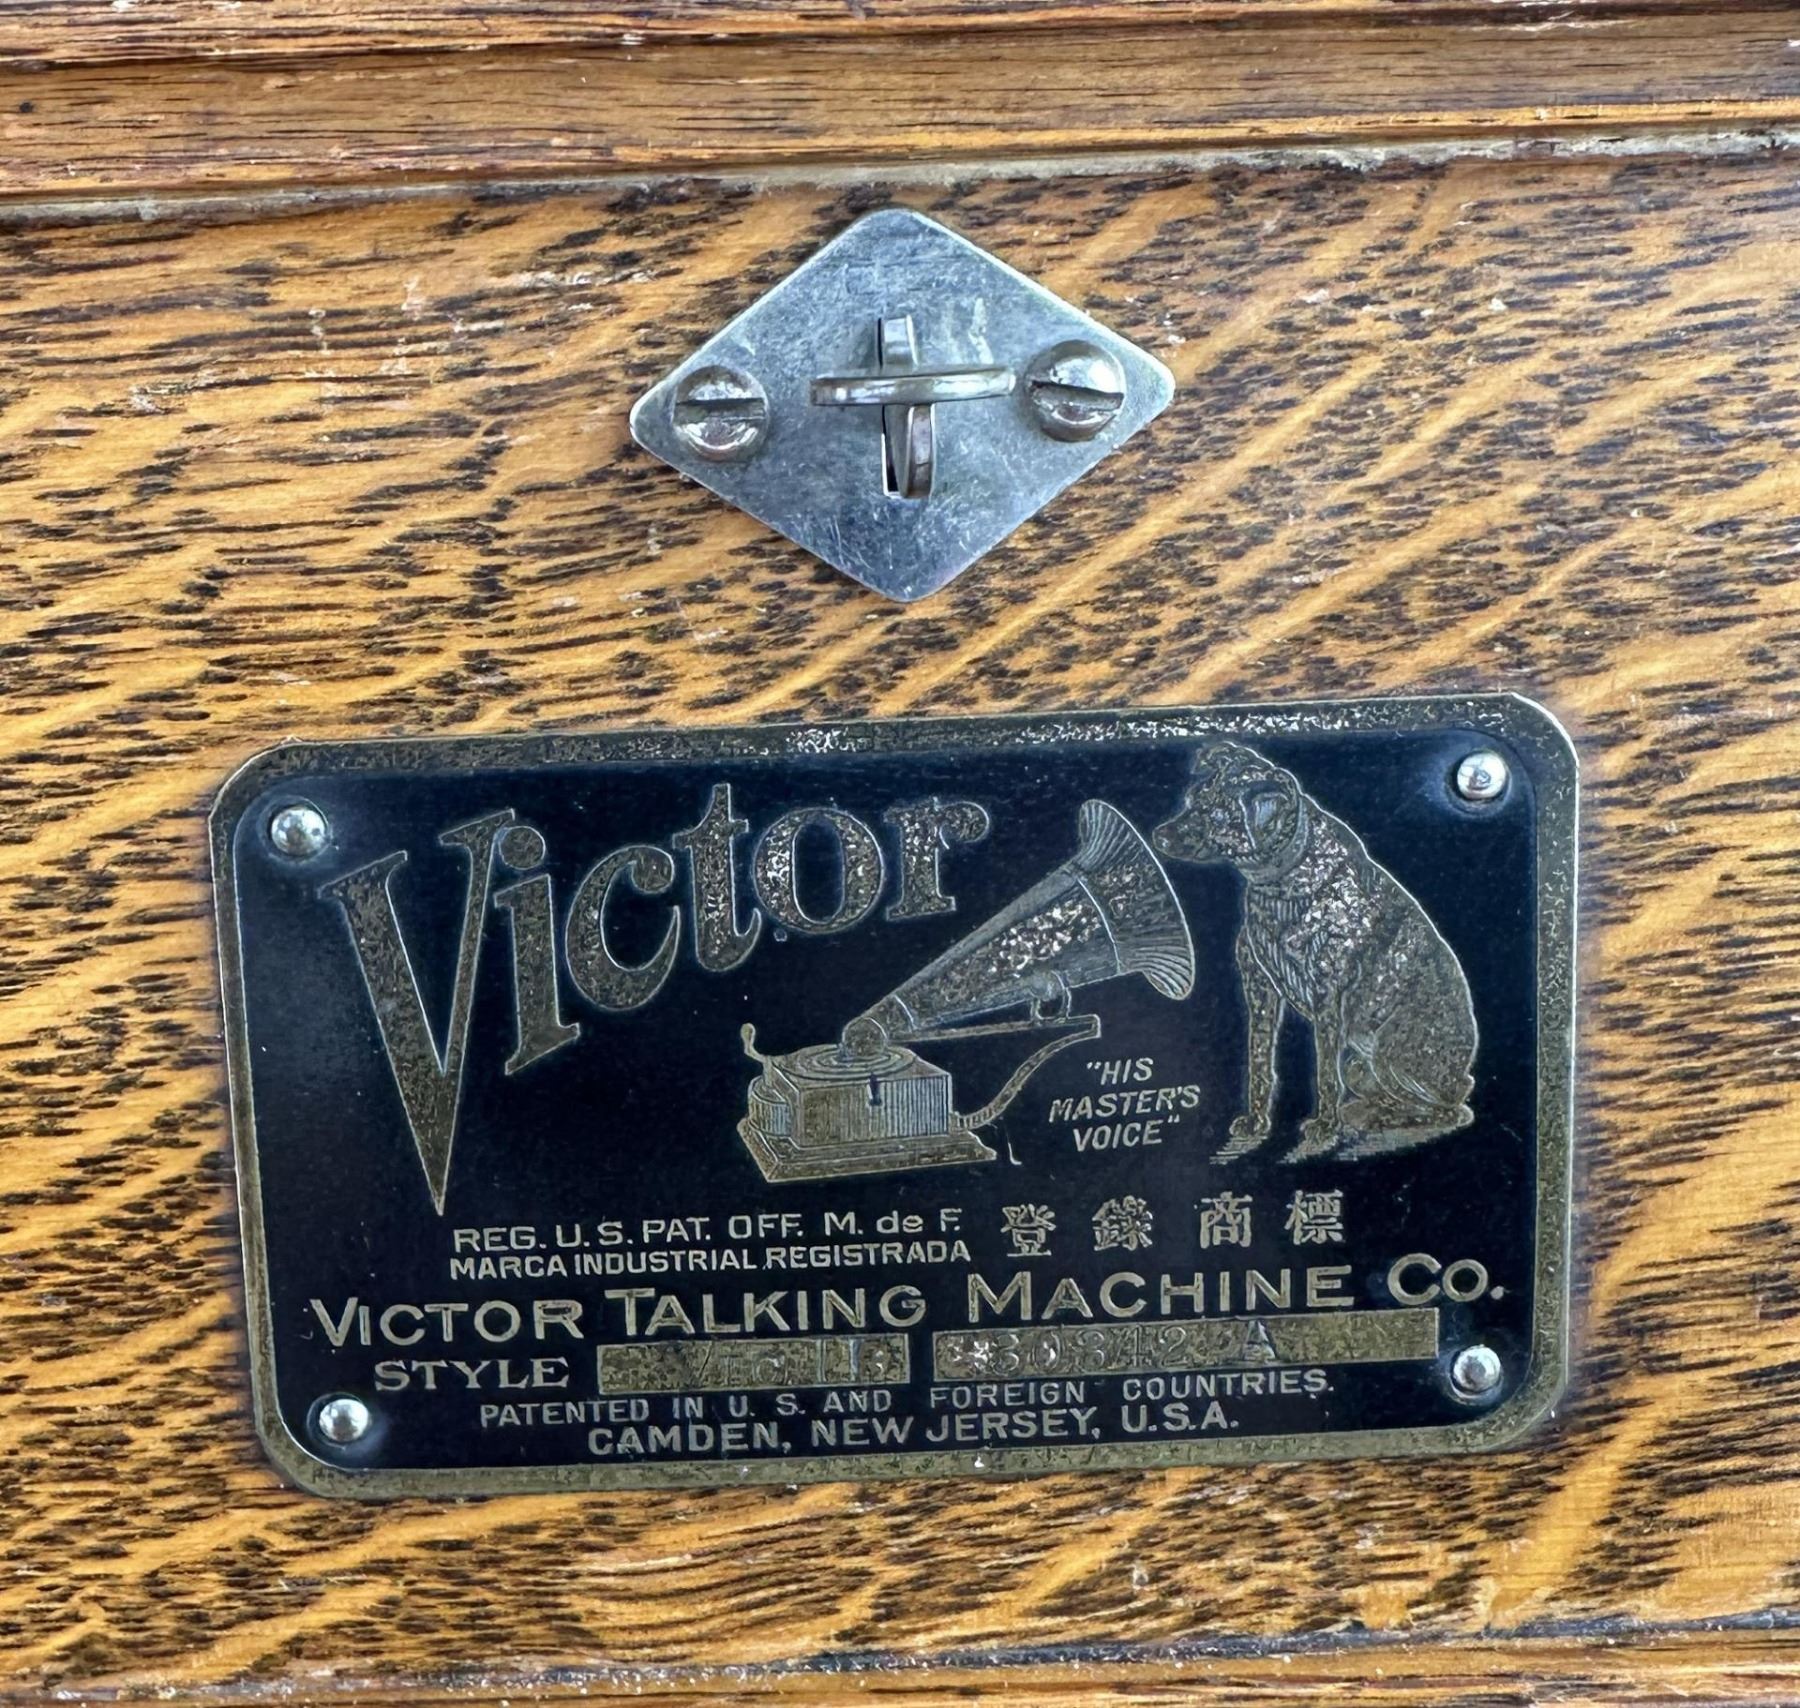 Victor
"HIS
MASTER'S
VOICE"
REG. U.S. PAT. OFF. M. de F. 登錄商標
MARCA INDUSTRIAL REGISTRADA
VICTOR TALKING MACHINE CO.
STYLE
PATENTED IN U.S. AND FOREIGN COUNTRIES.
CAMDEN, NEW JERSEY, U.S.A.